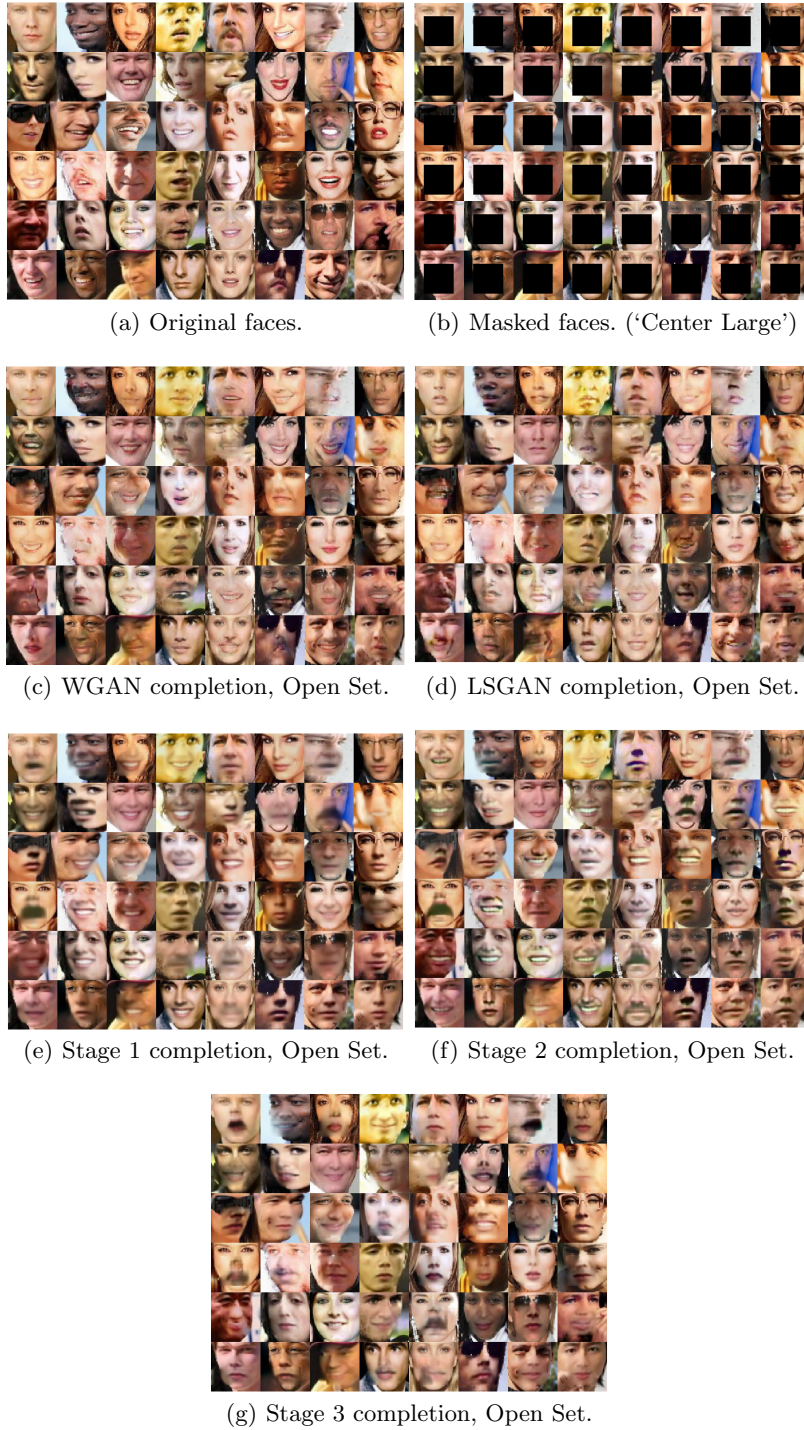 (a) Original faces.
(b) Masked faces. (‘Center Large’)
(c) WGAN completion, Open Set.
(d) LSGAN completion, Open Set.
(e) Stage 1 completion, Open Set.
(f) Stage 2 completion, Open Set.
(g) Stage 3 completion, Open Set.